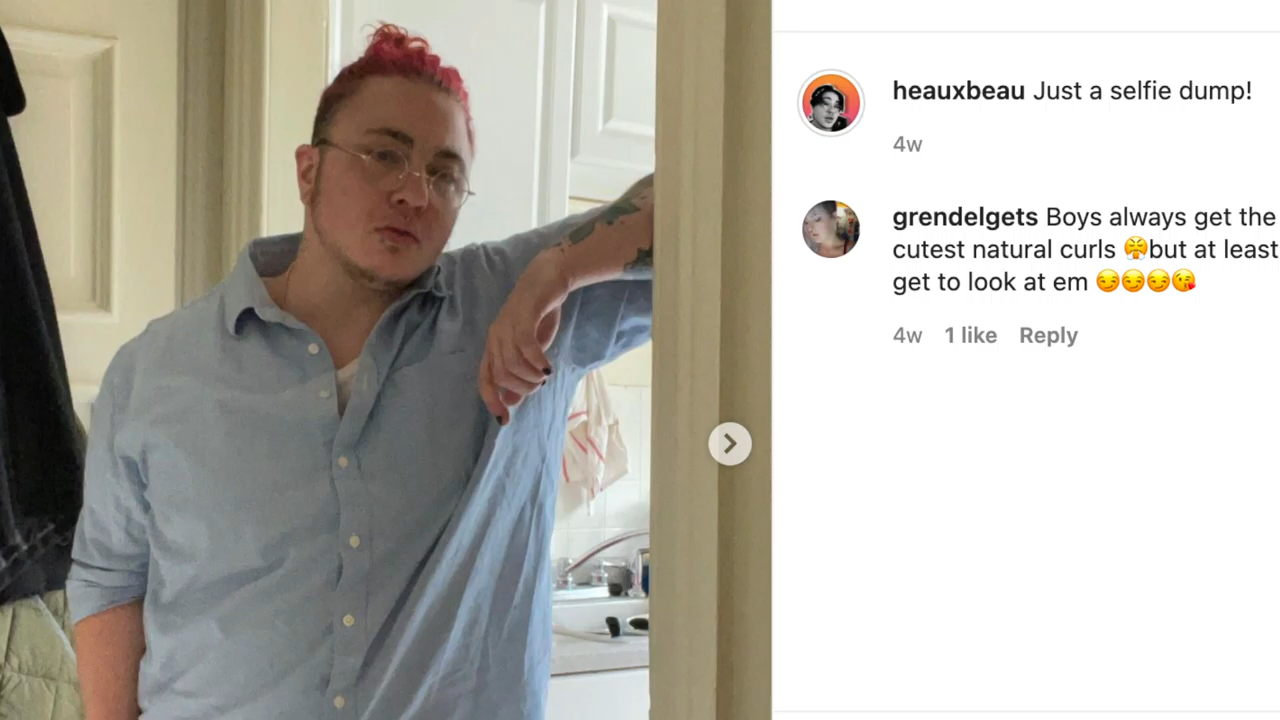 heauxbeau Just a selfie dump!
4w
grendelgets Boys always get the
cutest natural curls 😤but at least
get to look at em 😏😏😏😘
4w 1 like Reply